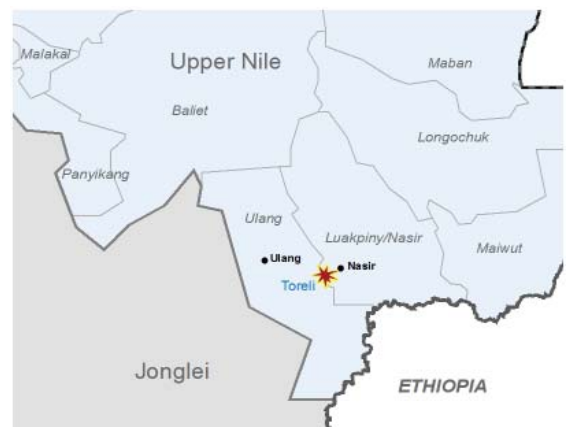 Malakal
Upper Nile
Maban
Baliet
Longochuk
Panyikang
Ulang
Luakpiny/Nasir
Maiwut
Ulang
Nasir
Toreli
Jonglei
ETHIOPIA